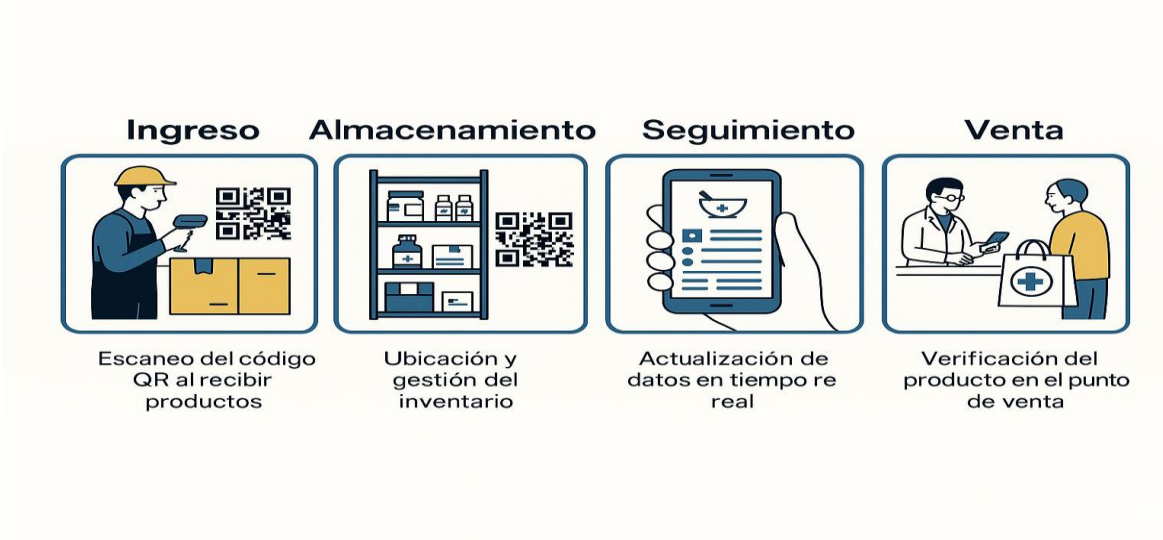 Ingreso
Almacenamiento
Seguimiento
Venta
Escaneo del código
QR al recibir
productos
Ubicación y
gestión del
inventario
Actualización de
datos en tiempo re
real
Verificación del
producto en el punto
de venta